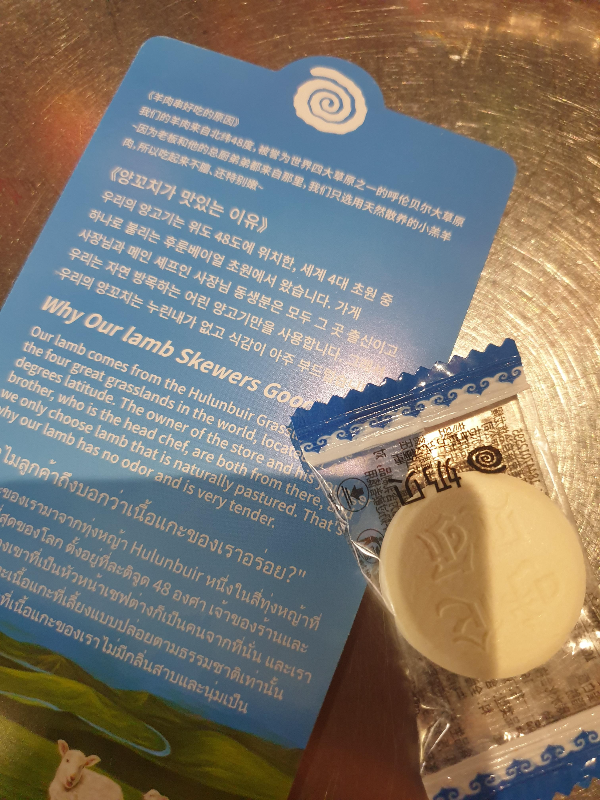 《羊肉串好吃的原因》
我们的羊肉来自北纬48度, 被誉为世界四大草原之一的呼伦贝尔大草原
~因为老板和他的总厨弟弟都来自那里, 我们只选用天然散养的小羔羊
肉, 所以吃起来不膻, 还特别嫩~
《양꼬치가 맛있는 이유》
우리의 양고기는 위도 48도에 위치한, 세계 4대 초원 중
하나로 불리는 후룬베이얼 초원에서 왔습니다. 가게
사장님과 메인 셰프인 사장님 동생분은 모두 그 곳 출신이고
우리는 자연 방목하는 어린 양고기만을 사용합니다.
우리의 양꼬치는 누린내가 없고 식감이 아주 부드
Why Our lamb Skewers Good
Our lamb comes from the Hulunbuir Grass
the four great grasslands in the world, loca
degrees latitude. The owner of the store and his
brother, who is the head chef, are both from there,
we only choose lamb that is naturally pastured. That's
why our lamb has no odor and is very tender.
าไมลูกค้าถึงบอกว่าเนื้อแกะของเราอร่อย?"
ะของเรามาจากทุ่งหญ้า Hulunbuir หนึ่งในสี่ทุ่งหญ้าที่
ที่สุดของโลก ตั้งอยู่ที่ละติจูด 48 องศา เจ้าของร้านและ
งเขาที่เป็นหัวหน้าเชฟต่างก็เป็นคนจากที่นั่น และเรา
ะเนื้อแกะที่เลี้ยงแบบปล่อยตามธรรมชาติเท่านั้น
ที่เนื้อแกะของเราไม่มีกลิ่นสาบและนุ่มเป็น
奶贝